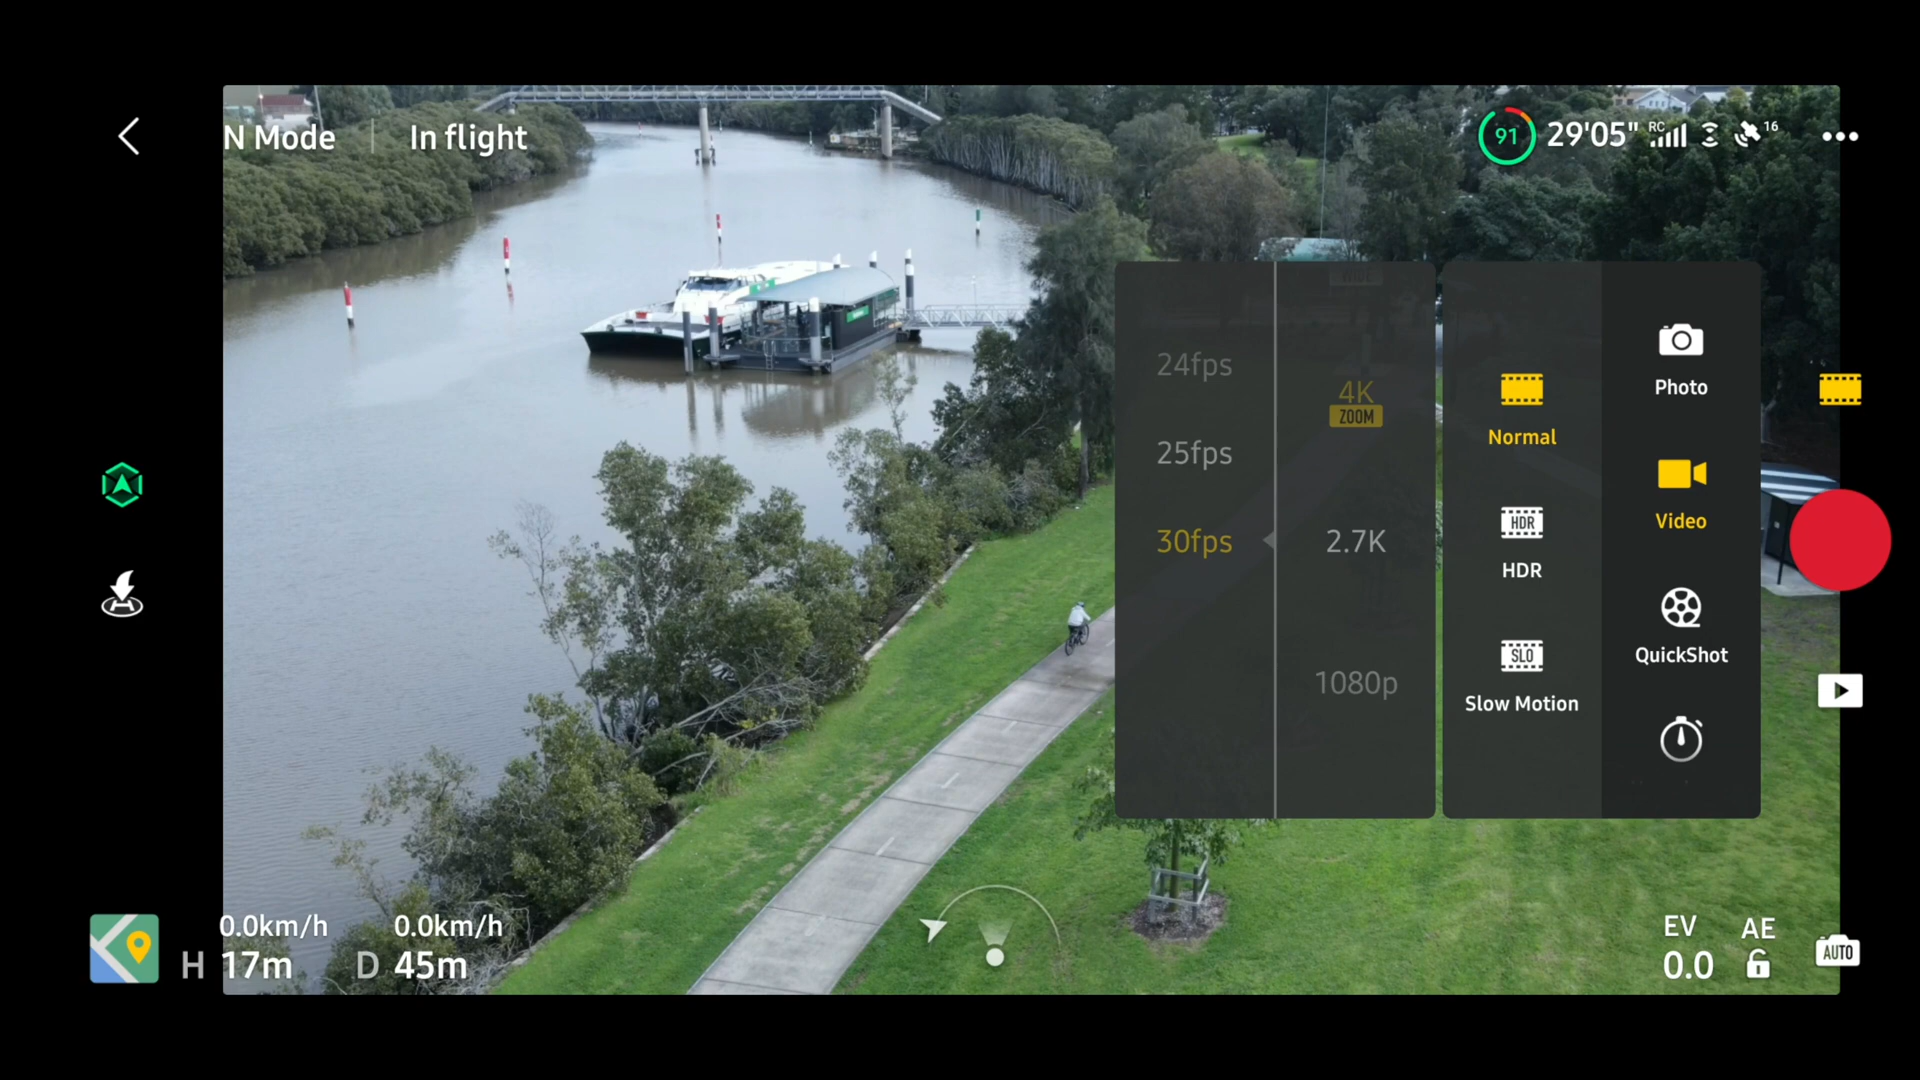 N Mode
In flight
91
29'05"
RC
16
24fps
25fps
30fps
4K
ZOOM
2.7K
1080p
Normal
HDR
HDR
SLO
Slow Motion
Photo
Video
QuickShot
0.0km/h
0.0km/h
H 17m
D 45m
EV
0.0
AE
AUTO